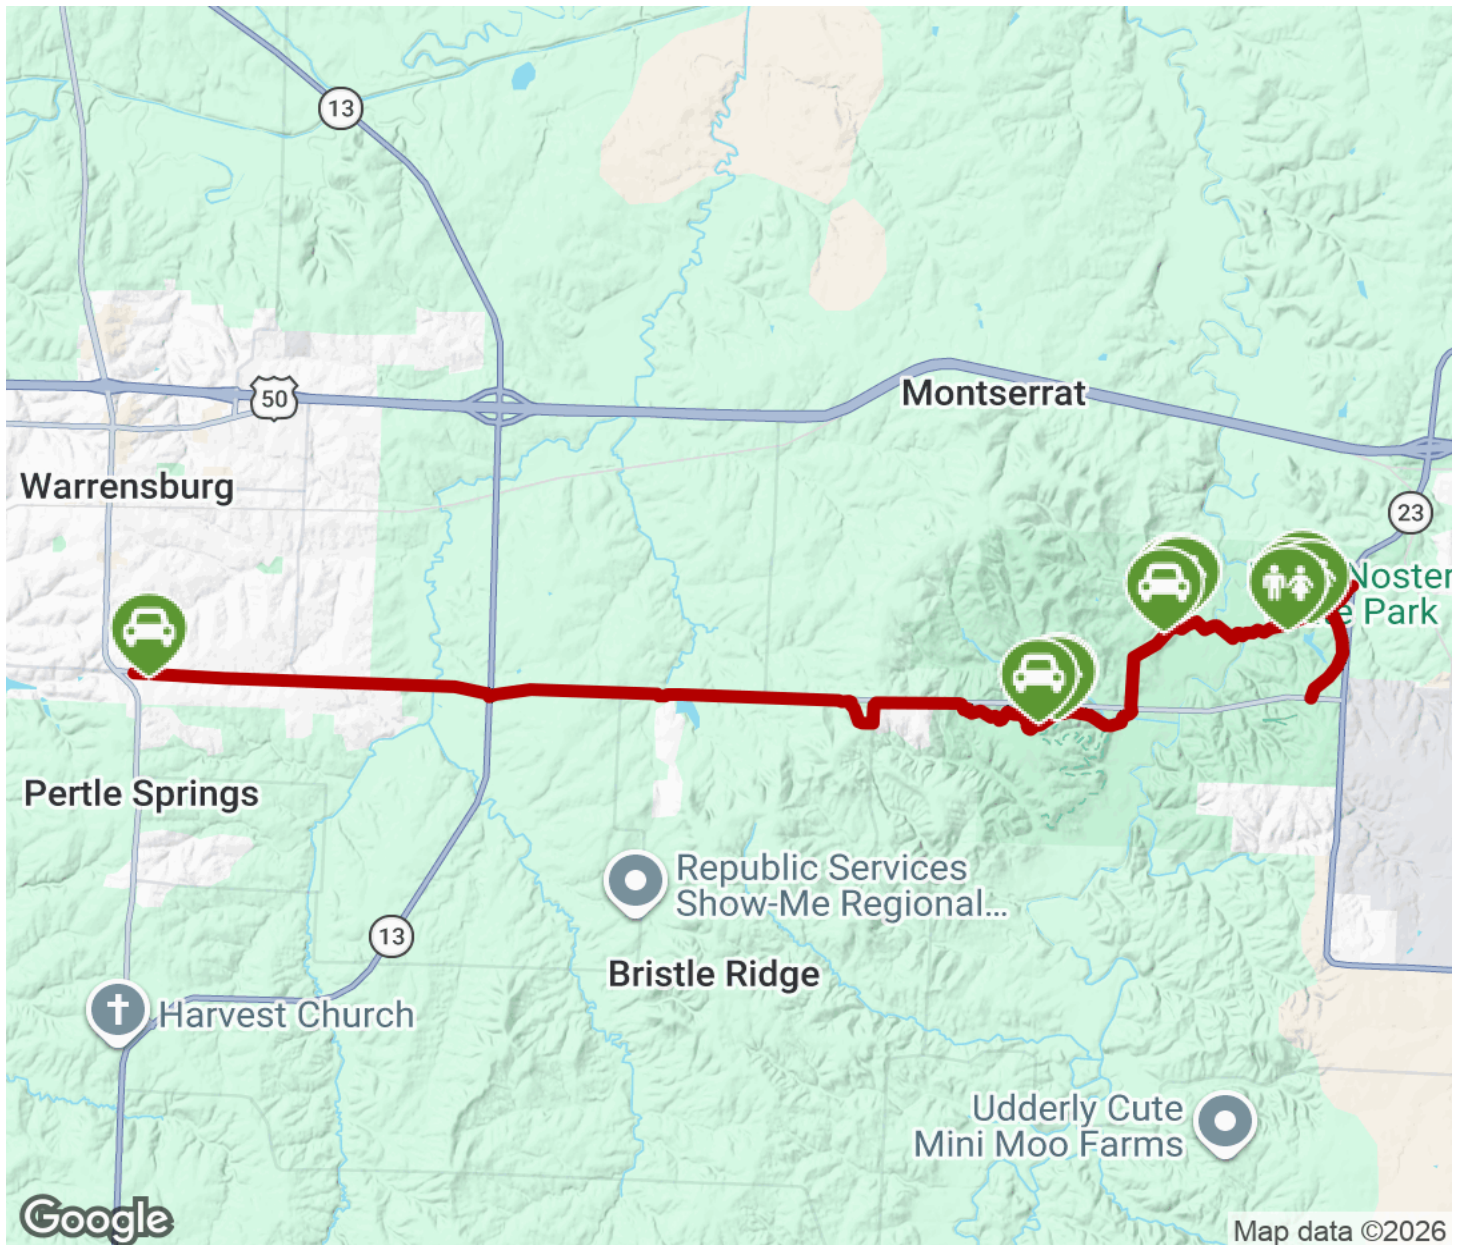 13
50
Montserrat
Warrensburg
23
Noster
Park
Pertle Springs
Republic Services
Show-Me Regional...
13
Bristle Ridge
Harvest Church
Udderly Cute
Mini Moo Farms
Google
Map data ©2026